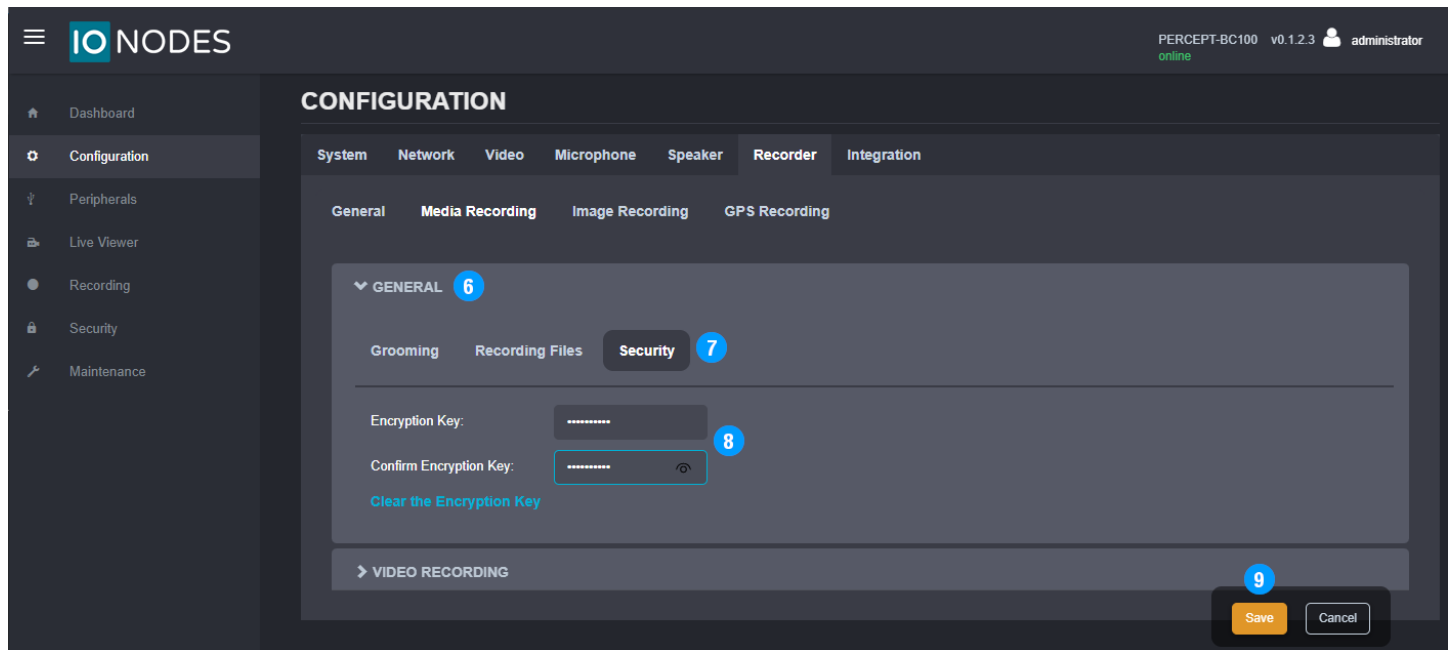 IO NODES
PERCEPT-BC100 v0.1.2.3 administrator
online
Dashboard
Configuration
Peripherals
Live Viewer
Recording
Security
Maintenance
CONFIGURATION
System Network Video Microphone Speaker Recorder Integration
General Media Recording Image Recording GPS Recording
GENERAL 6
Grooming Recording Files Security 7
Encryption Key: ••••••••••
8
Confirm Encryption Key: ••••••••••
Clear the Encryption Key
VIDEO RECORDING
9
Save Cancel